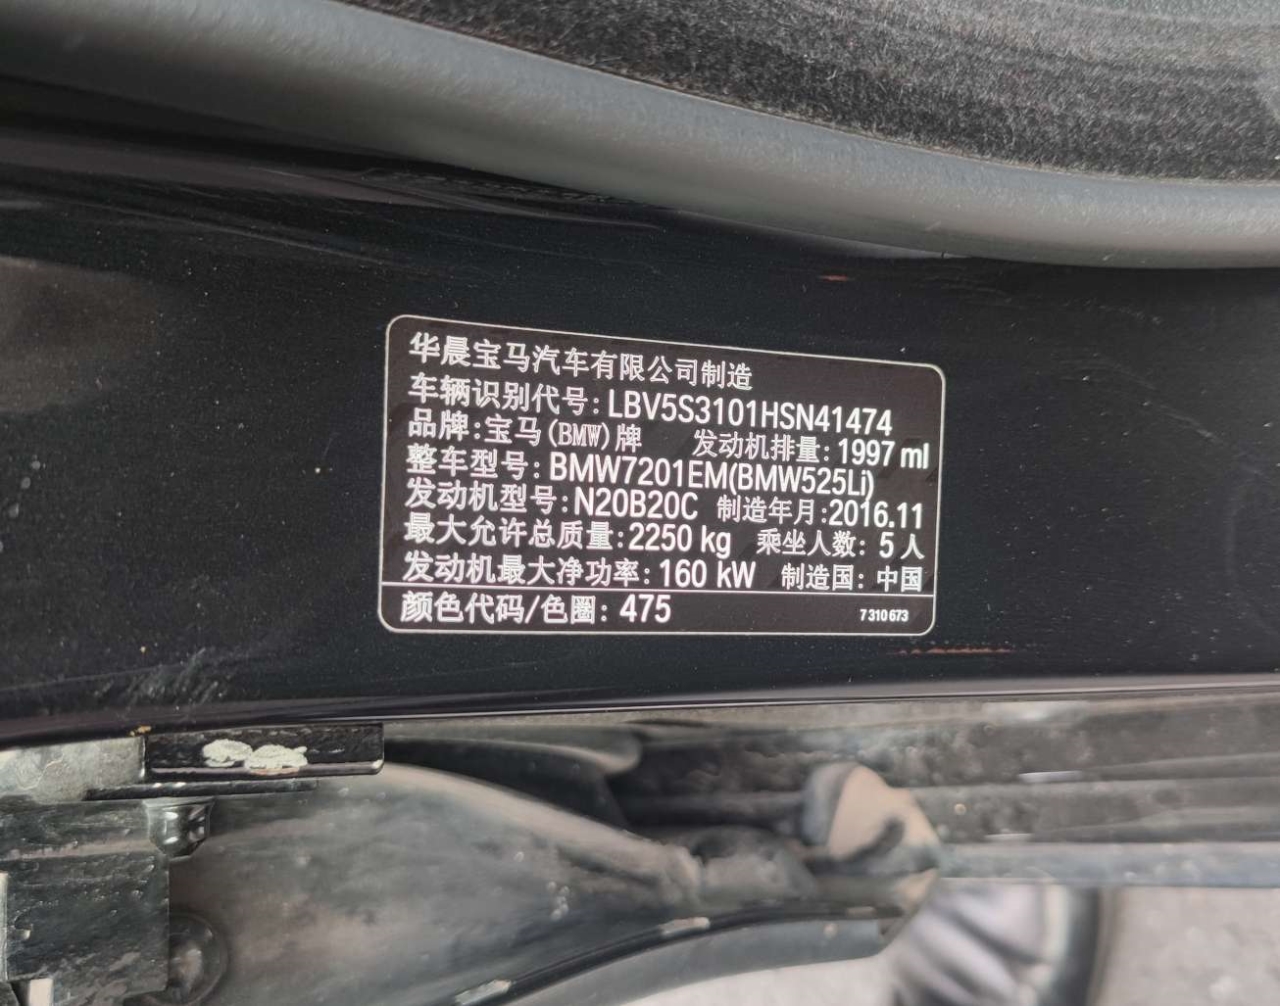 华晨宝马汽车有限公司制造
车辆识别代号: LBV5S3101HSN41474
品牌: 宝马(BMW)牌 发动机排量: 1997 ml
整车型号: BMW7201EM(BMW525Li)
发动机型号: N20B20C 制造年月: 2016.11
最大允许总质量: 2250 kg 乘坐人数: 5 人
发动机最大净功率: 160 kW 制造国: 中国
颜色代码/色圈: 475 7 310 673